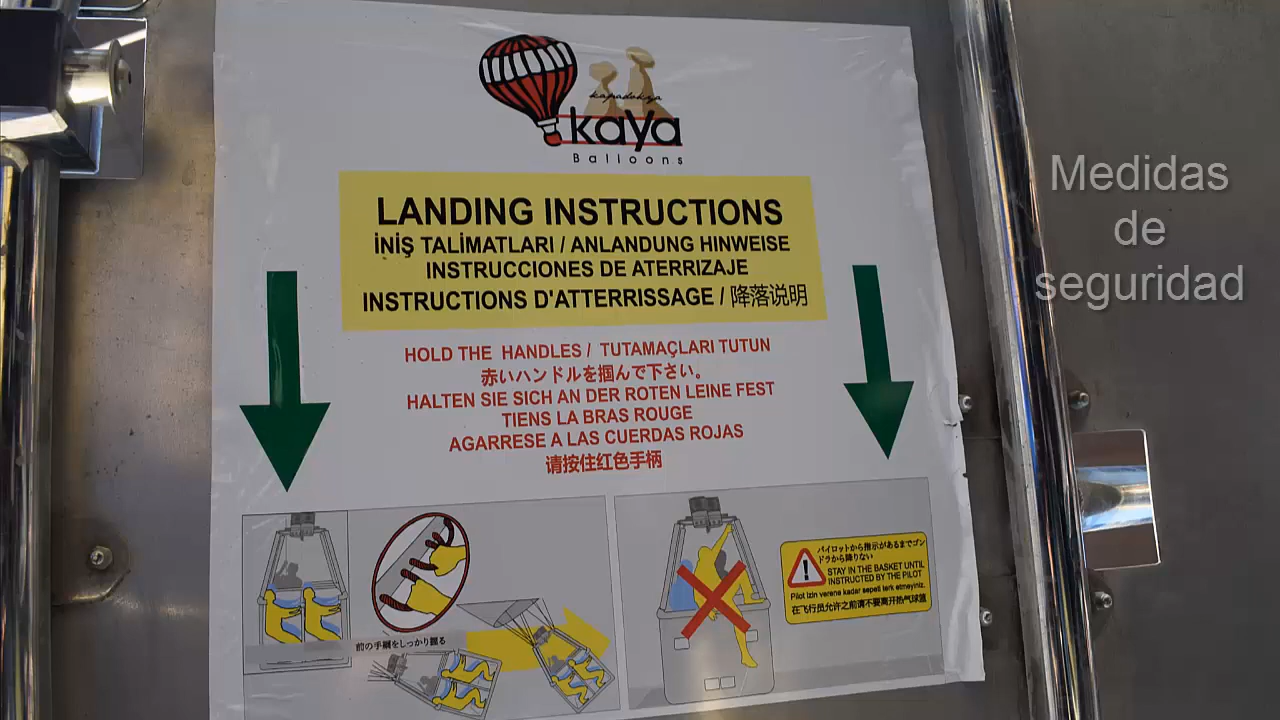 kapadokya
kaya
Balloons
LANDING INSTRUCTIONS
İNİŞ TALİMATLARI / ANLANDUNG HINWEISE
INSTRUCCIONES DE ATERRIZAJE
INSTRUCTIONS D'ATTERRISSAGE / 降落说明
HOLD THE HANDLES / TUTAMAÇLARI TUTUN
赤いハンドルを掴んで下さい。
HALTEN SIE SICH AN DER ROTEN LEINE FEST
TIENS LA BRAS ROUGE
AGARRESE A LAS CUERDAS ROJAS
请按住红色手柄
前の手綱をしっかり握る
パイロットから指示があるまでゴン
ドラから降りない
STAY IN THE BASKET UNTIL
INSTRUCTED BY THE PILOT
Pilot izin verene kadar sepeti terk etmeyiniz.
在飞行员允许之前请不要离开热气球篮
Medidas
de
seguridad